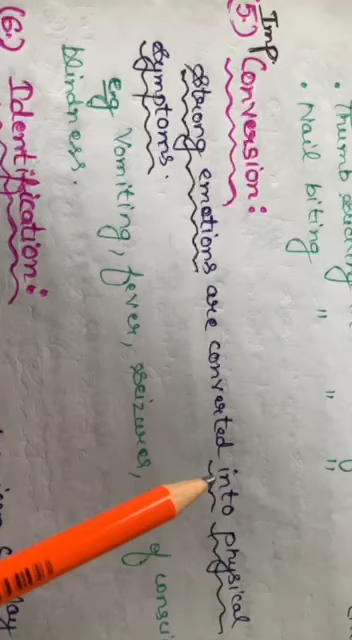 • Thumb sucking
• Nail biting " " "
Imp
(5.) Conversion:
Strong emotions are converted into physical
symptoms.
eg Vomiting, fever, seizures, of
blindness.
(6.) Identification: